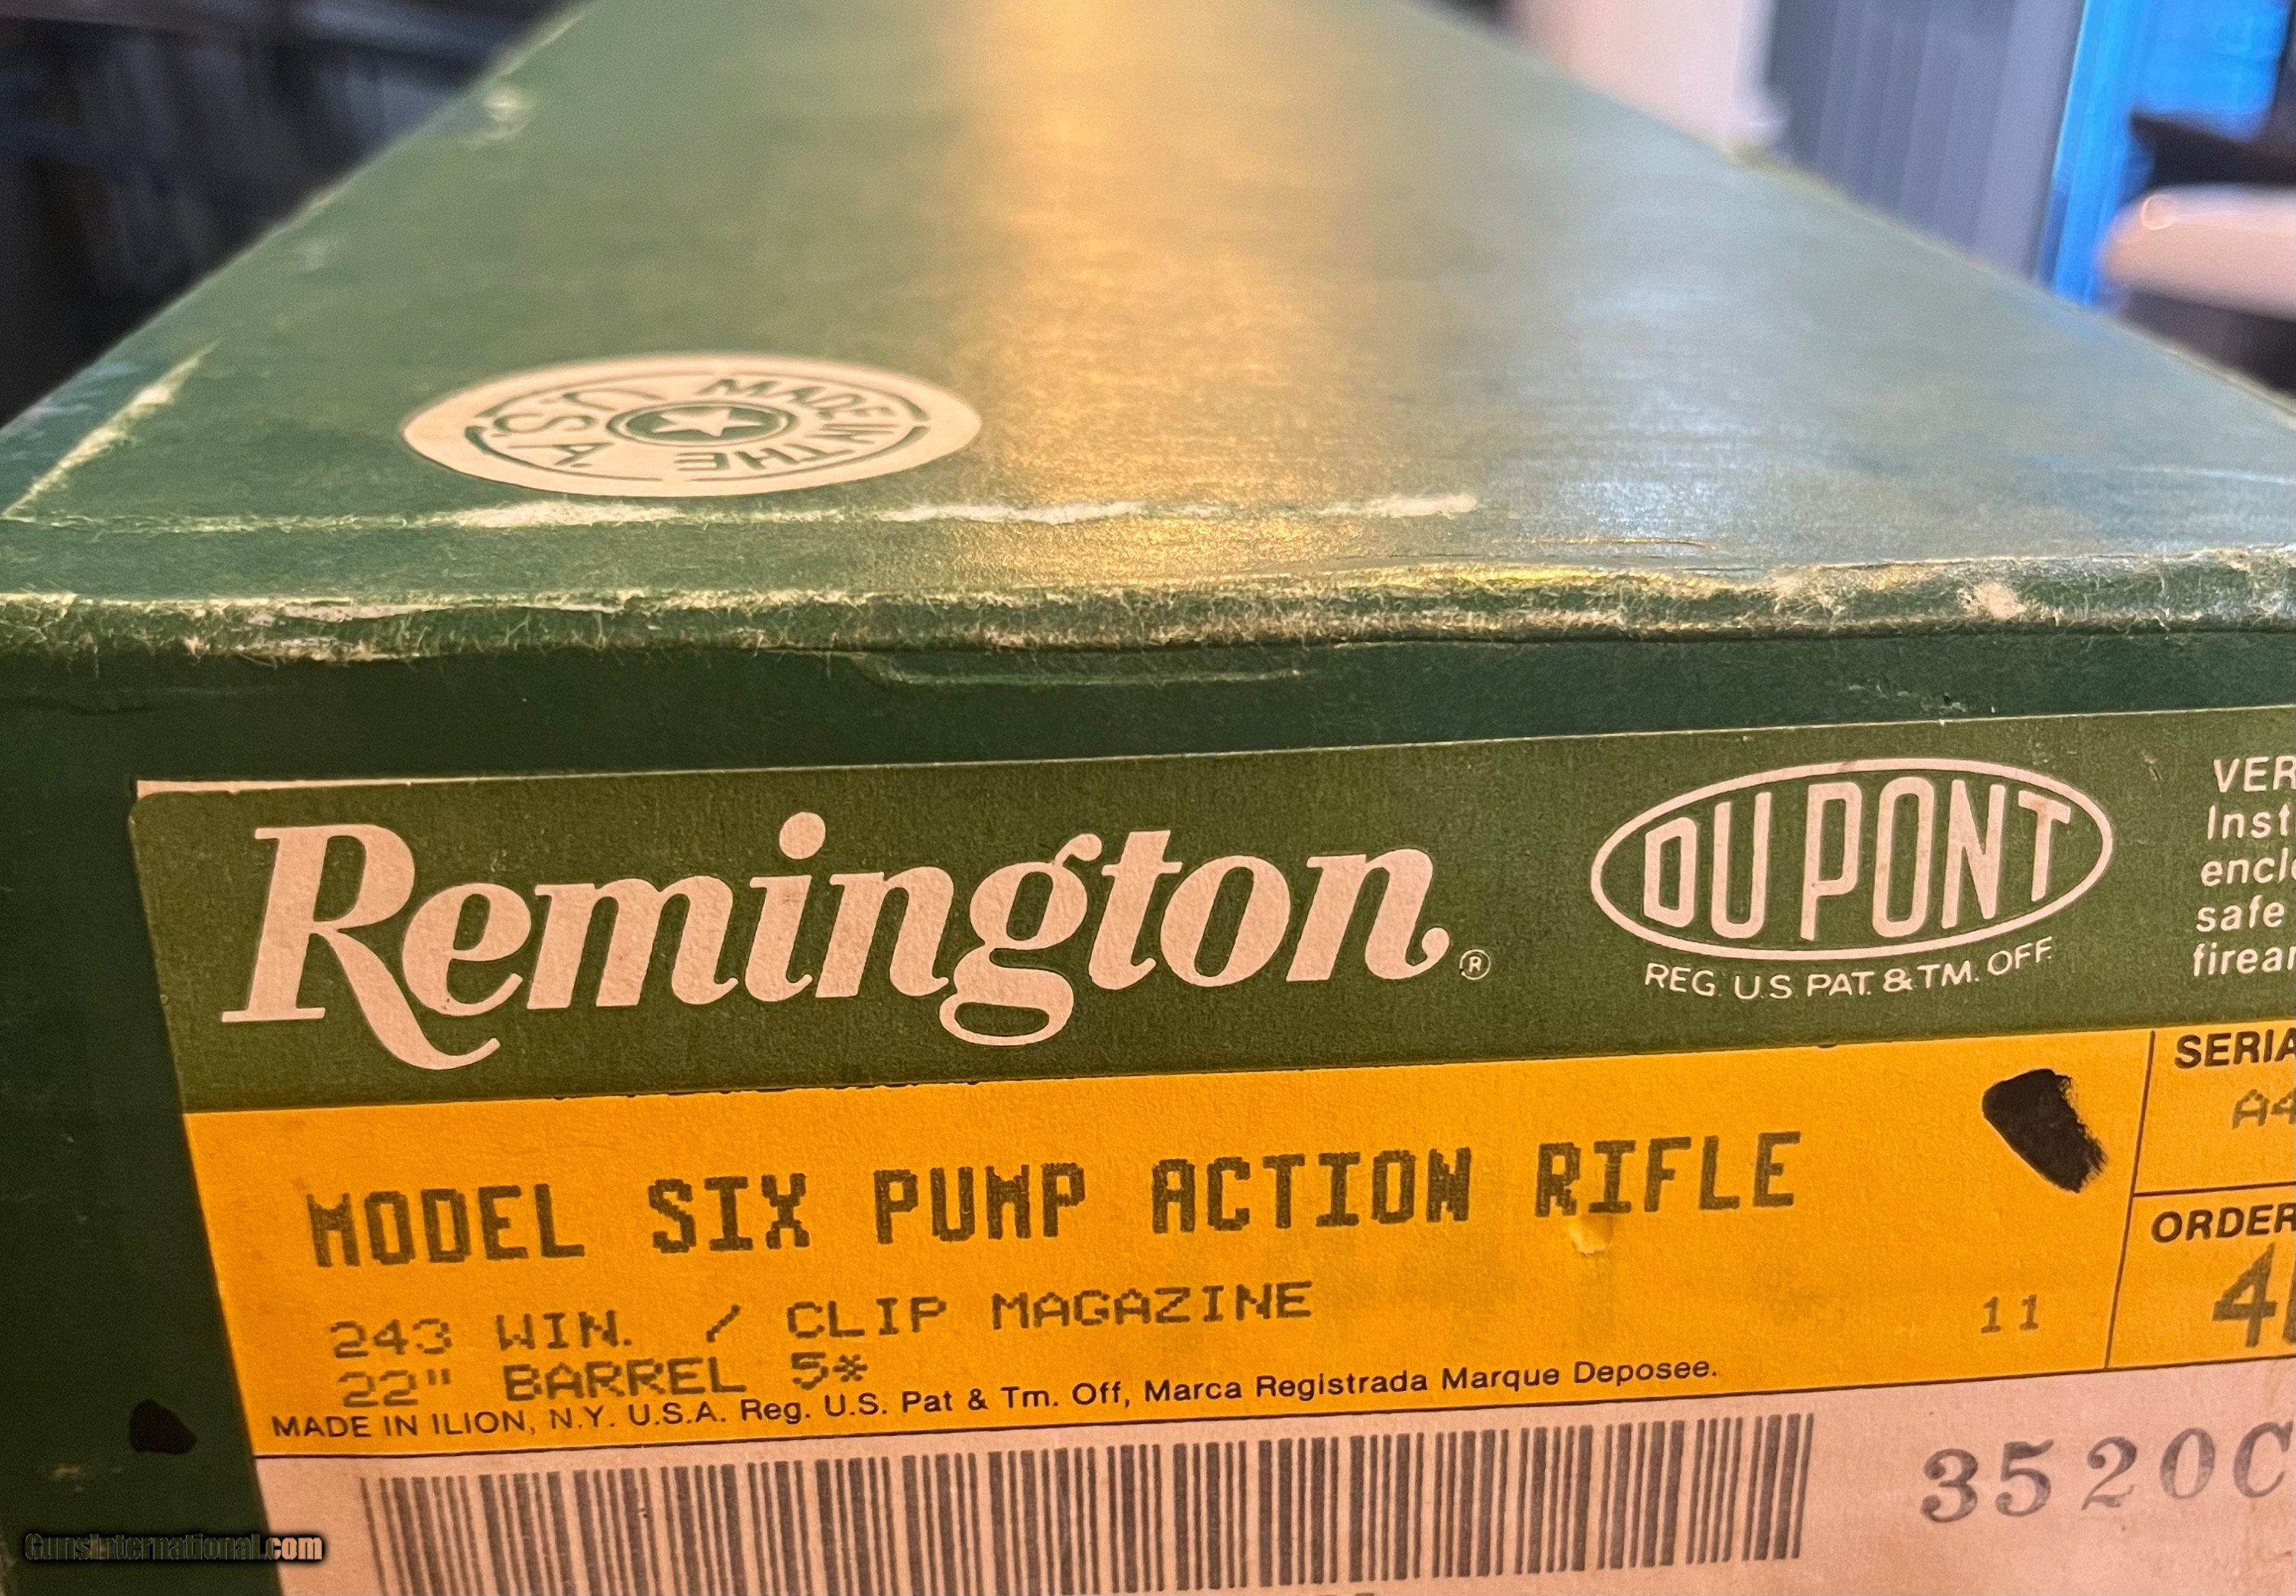 MADE IN THE
U.S.A.
Remington®
DU PONT
REG. U.S. PAT. & TM. OFF.
VER
Inst
encl
safe
firear
SERIA
A4
MODEL SIX PUMP ACTION RIFLE
243 WIN. / CLIP MAGAZINE
22" BARREL 5*
11
ORDER
4
MADE IN ILION, N.Y. U.S.A. Reg. U.S. Pat & Tm. Off, Marca Registrada Marque Deposee.
3520C
GunsInternational.com